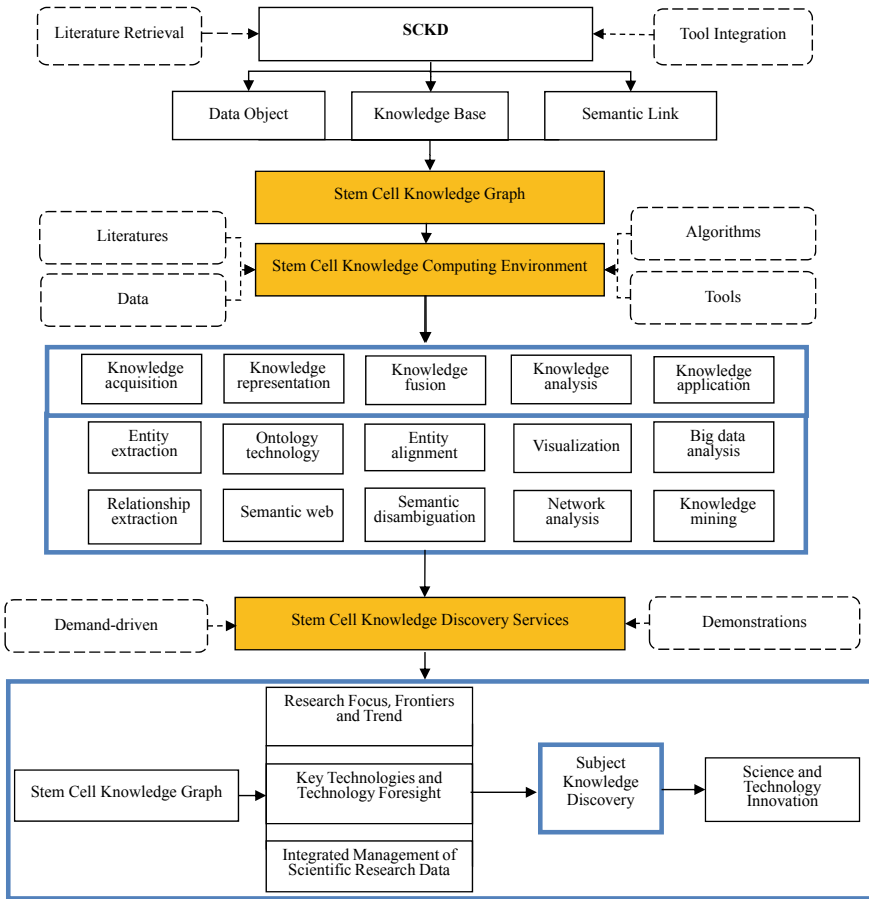 Literature Retrieval
SCKD
Tool Integration
Data Object
Knowledge Base
Semantic Link
Stem Cell Knowledge Graph
Literatures
Algorithms
Stem Cell Knowledge Computing Environment
Data
Tools
Knowledge
acquisition
Knowledge
representation
Knowledge
fusion
Knowledge
analysis
Knowledge
application
Entity
extraction
Ontology
technology
Entity
alignment
Visualization
Big data
analysis
Relationship
extraction
Semantic web
Semantic
disambiguation
Network
analysis
Knowledge
mining
Demand-driven
Stem Cell Knowledge Discovery Services
Demonstrations
Research Focus, Frontiers
and Trend
Stem Cell Knowledge Graph
Key Technologies and
Technology Foresight
Integrated Management of
Scientific Research Data
Subject
Knowledge
Discovery
Science and
Technology
Innovation